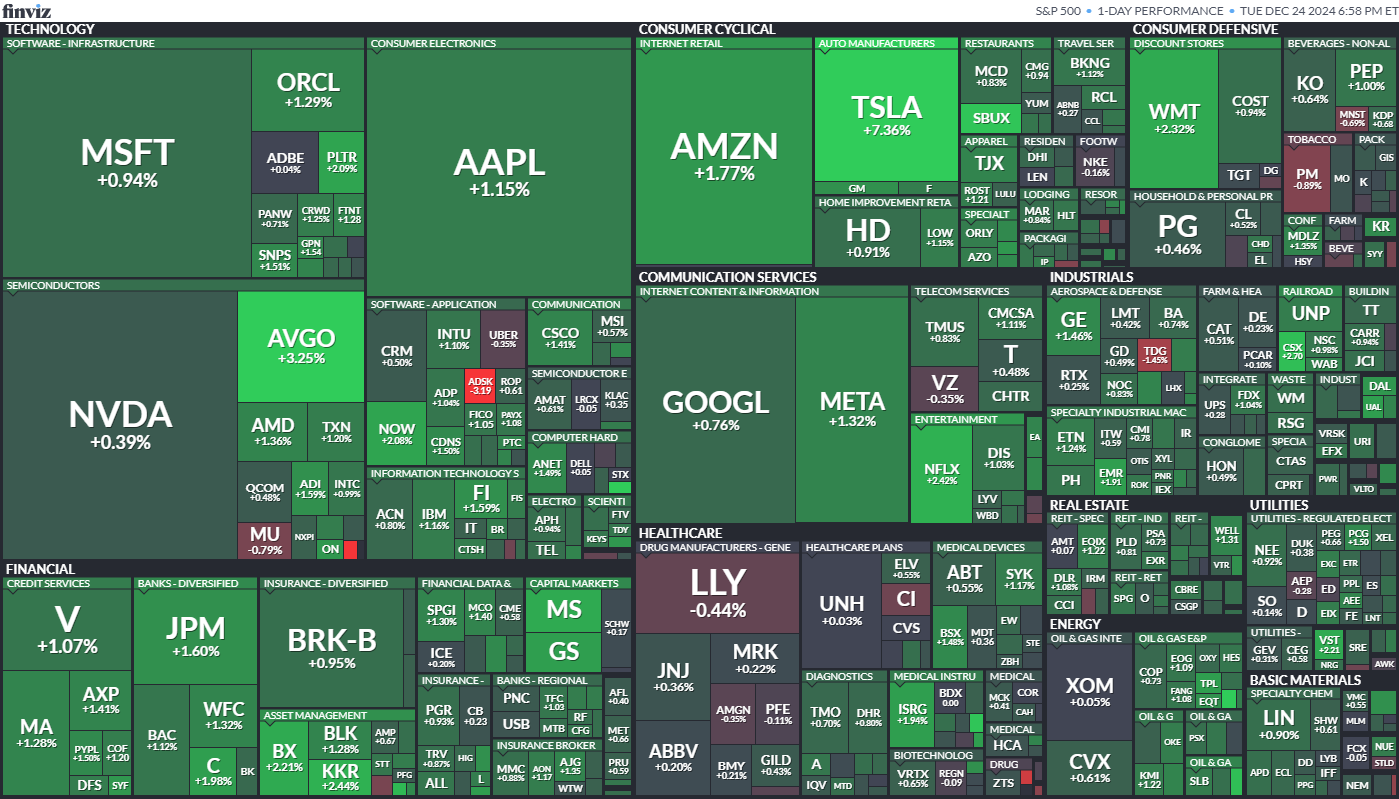 finviz
S&P 500 • 1-DAY PERFORMANCE • TUE DEC 24 2024 6:58 PM ET
TECHNOLOGY
SOFTWARE - INFRASTRUCTURE
MSFT
+0.94%
ORCL
+1.29%
ADBE
+0.04%
PLTR
+2.09%
PANW
+0.71%
CRWD
+1.25%
FTNT
+1.28
SNPS
+1.51%
GPN
+1.54
CONSUMER ELECTRONICS
AAPL
+1.15%
SEMICONDUCTORS
NVDA
+0.39%
AVGO
+3.25%
AMD
+1.36%
TXN
+1.20%
QCOM
+0.48%
ADI
+1.59%
INTC
+0.99%
MU
-0.79%
NXPI
ON
SOFTWARE - APPLICATION
CRM
+0.50%
INTU
+1.10%
UBER
-0.35%
ADP
+1.04%
ADSK
-3.19
ROP
+0.61
FICO
+1.05
PAYX
+1.08
NOW
+2.08%
CDNS
+1.50%
PTC
INFORMATION TECHNOLOGY S
ACN
+0.80%
IBM
+1.16%
FI
+1.59%
FIS
IT
BR
CTSH
COMMUNICATION
CSCO
+1.41%
MSI
+0.57%
SEMICONDUCTOR E
AMAT
+0.61%
LRCX
-0.05
KLAC
+0.35
COMPUTER HARD
ANET
+1.49%
DELL
+0.05
STX
ELECTRO
APH
+0.94%
TEL
SCIENTI
FTV
TDY
KEYS
CONSUMER CYCLICAL
INTERNET RETAIL
AMZN
+1.77%
AUTO MANUFACTURERS
TSLA
+7.36%
GM
F
HOME IMPROVEMENT RETA
HD
+0.91%
LOW
+1.15%
RESTAURANTS
MCD
+0.83%
CMG
+0.94
SBUX
YUM
TRAVEL SER
BKNG
+1.12%
ABNB
+0.27
RCL
CCL
APPAREL
TJX
ROST
+1.21
LULU
RESIDEN
DHI
LEN
FOOTW
NKE
-0.16%
LODGING
MAR
+0.84%
HLT
RESOR
SPECIALT
ORLY
AZO
PACKAGI
IP
CONSUMER DEFENSIVE
DISCOUNT STORES
WMT
+2.32%
COST
+0.94%
TGT
DG
BEVERAGES - NON-AL
KO
+0.64%
PEP
+1.00%
MNST
-0.69%
KDP
+0.68
TOBACCO
PM
-0.89%
MO
PACK
GIS
K
HOUSEHOLD & PERSONAL PR
PG
+0.46%
CL
+0.52%
CHD
EL
CONF
MDLZ
+1.35%
HSY
FARM
BEVE
KR
SYY
COMMUNICATION SERVICES
INTERNET CONTENT & INFORMATION
GOOGL
+0.76%
META
+1.32%
TELECOM SERVICES
TMUS
+0.83%
CMCSA
+1.11%
VZ
-0.35%
T
+0.48%
CHTR
ENTERTAINMENT
NFLX
+2.42%
DIS
+1.03%
LYV
WBD
EA
INDUSTRIALS
AEROSPACE & DEFENSE
GE
+1.46%
LMT
+0.42%
BA
+0.74%
RTX
+0.25%
GD
+0.49%
TDG
-1.45%
NOC
+0.83%
LHX
FARM & HEA
CAT
+0.51%
DE
+0.23%
PCAR
+0.10%
RAILROAD
UNP
CSX
+2.70
NSC
+0.98%
WAB
BUILDIN
TT
CARR
+0.94%
JCI
SPECIALTY INDUSTRIAL MAC
ETN
+1.24%
ITW
+0.59
CMI
+0.78
IR
PH
EMR
+1.91
OTIS
XYL
ROK
PNR
IEX
INTEGRATE
UPS
+0.28
FDX
+1.04%
WASTE
WM
RSG
INDUST
DAL
UAL
CONGLOME
HON
+0.49%
SPECIA
CTAS
CPRT
VRSK
EFX
URI
PWR
VLTO
HEALTHCARE
DRUG MANUFACTURERS - GENE
LLY
-0.44%
JNJ
+0.36%
MRK
+0.22%
ABBV
+0.20%
AMGN
-0.35%
PFE
-0.11%
BMY
+0.21%
GILD
+0.43%
HEALTHCARE PLANS
UNH
+0.03%
ELV
+0.55%
CI
CVS
MEDICAL DEVICES
ABT
+0.55%
SYK
+1.17%
BSX
+1.48%
MDT
+0.36
EW
STE
ZBH
DIAGNOSTICS
TMO
+0.70%
DHR
+0.80%
A
IQV
MTD
MEDICAL INSTRU
ISRG
+1.94%
BDX
0.00
MEDICAL
MCK
+0.41
COR
CAH
MEDICAL
HCA
BIOTECHNOLOG
VRTX
+0.65%
REGN
-0.09
DRUG
ZTS
REAL ESTATE
REIT - SPEC
AMT
+0.07
EQIX
+1.22
DLR
+1.08%
IRM
CCI
REIT - IND
PLD
+0.81
PSA
+0.73
EXR
REIT -
WELL
+1.31
VTR
REIT - RET
SPG
O
CBRE
CSGP
UTILITIES
UTILITIES - REGULATED ELECT
NEE
+0.92%
DUK
+0.38
PEG
+0.66
PCG
+1.50
XEL
SO
+0.14%
AEP
-0.28
EXC
ETR
ED
PPL
ES
D
AEE
EIX
FE
LNT
UTILITIES -
GEV
+0.31%
CEG
+0.58
VST
+2.21
NRG
SRE
AWK
ENERGY
OIL & GAS INTE
XOM
+0.05%
CVX
+0.61%
OIL & GAS E&P
COP
+0.73
EOG
+1.09
OXY
HES
FANG
+1.08
TPL
EQT
OIL & G
OKE
KMI
+1.22
OIL & GA
PSX
OIL & GA
SLB
BASIC MATERIALS
SPECIALTY CHEM
LIN
+0.90%
SHW
+0.61
APD
ECL
DD
LYB
PPG
IFF
VMC
+0.55
MLM
FCX
-0.05
NUE
STLD
NEM
FINANCIAL
CREDIT SERVICES
V
+1.07%
MA
+1.28%
AXP
+1.41%
PYPL
+1.50%
COF
+1.20
DFS
SYF
BANKS - DIVERSIFIED
JPM
+1.60%
BAC
+1.12%
WFC
+1.32%
C
+1.98%
BK
INSURANCE - DIVERSIFIED
BRK-B
+0.95%
ASSET MANAGEMENT
BX
+2.21%
BLK
+1.28%
KKR
+2.44%
AMP
+0.67
STT
PFG
FINANCIAL DATA &
SPGI
+1.30%
MCO
+1.40
CME
+0.58
ICE
+0.20%
CAPITAL MARKETS
MS
GS
SCHW
+0.17
INSURANCE -
PGR
+0.93%
CB
+0.23
TRV
+0.87%
HIG
ALL
L
BANKS - REGIONAL
PNC
TFC
+1.03
RF
USB
MTB
CFG
INSURANCE BROKER
MMC
+0.88%
AON
+1.17
AJG
+1.35
WTW
AFL
+0.40
MET
+0.66
PRU
+0.59